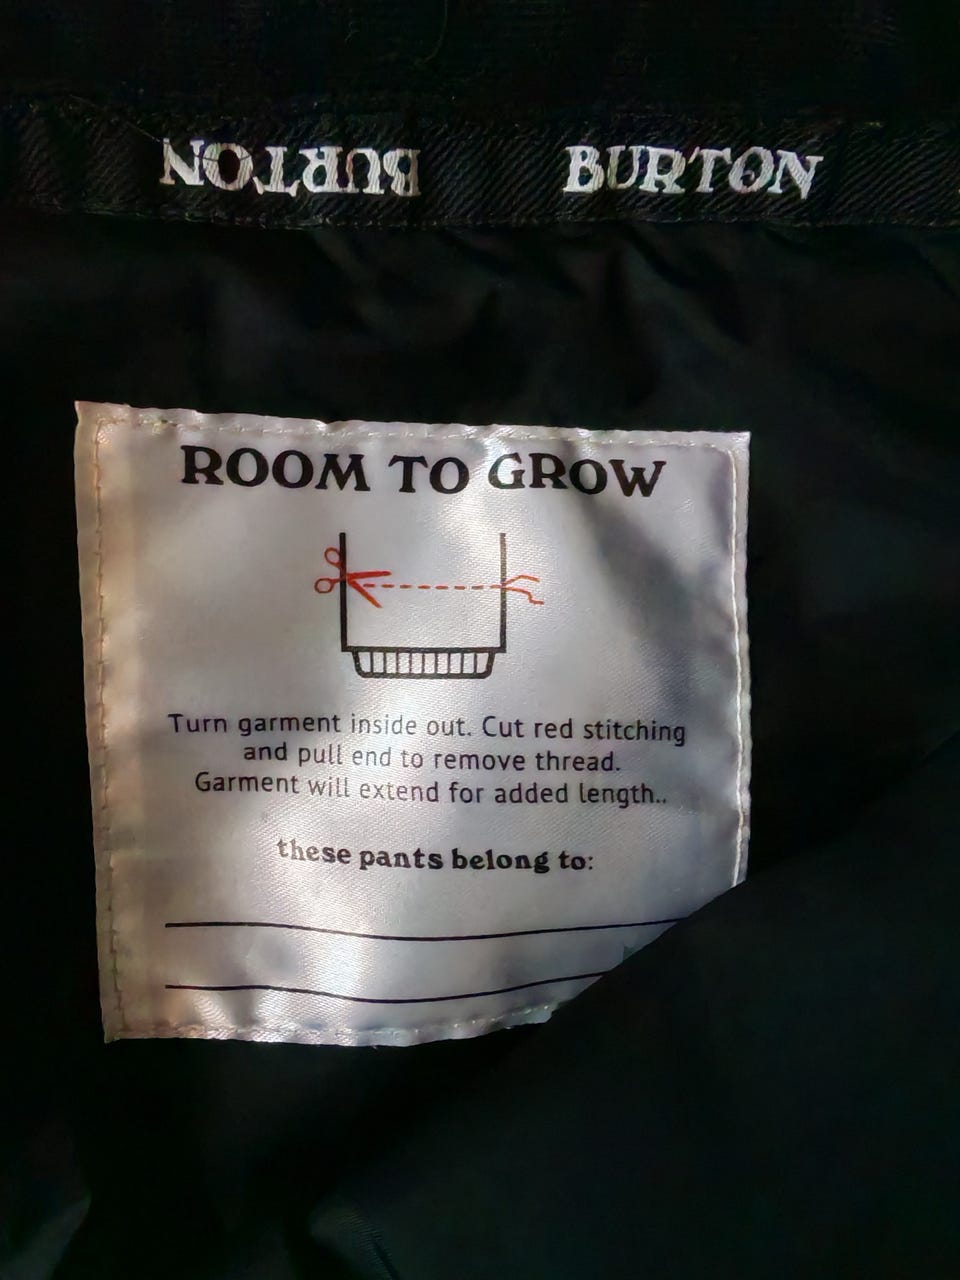 BURTON BURTON
ROOM TO GROW
Turn garment inside out. Cut red stitching
and pull end to remove thread.
Garment will extend for added length..
these pants belong to: